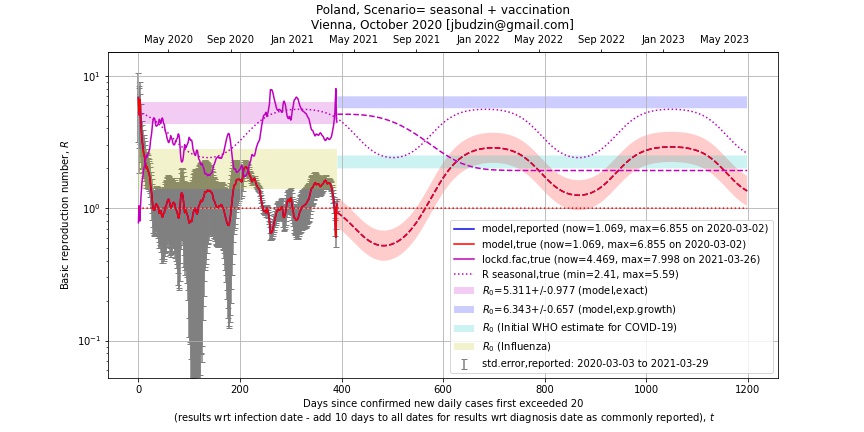 Poland, Scenario= seasonal + vaccination
Vienna, October 2020 [jbudzin@gmail.com]
May 2020 Sep 2020 Jan 2021 May 2021 Sep 2021 Jan 2022 May 2022 Sep 2022 Jan 2023 May 2023
Basic reproduction number, R
10¹
10⁰
10⁻¹
model,reported (now=1.069, max=6.855 on 2020-03-02)
model,true (now=1.069, max=6.855 on 2020-03-02)
lockd.fac,true (now=4.469, max=7.998 on 2021-03-26)
R seasonal,true (min=2.41, max=5.59)
R₀=5.311+/-0.977 (model,exact)
R₀=6.343+/-0.657 (model,exp.growth)
R₀ (Initial WHO estimate for COVID-19)
R₀ (Influenza)
std.error,reported: 2020-03-03 to 2021-03-29
0 200 400 600 800 1000 1200
Days since confirmed new daily cases first exceeded 20
(results wrt infection date - add 10 days to all dates for results wrt diagnosis date as commonly reported), t